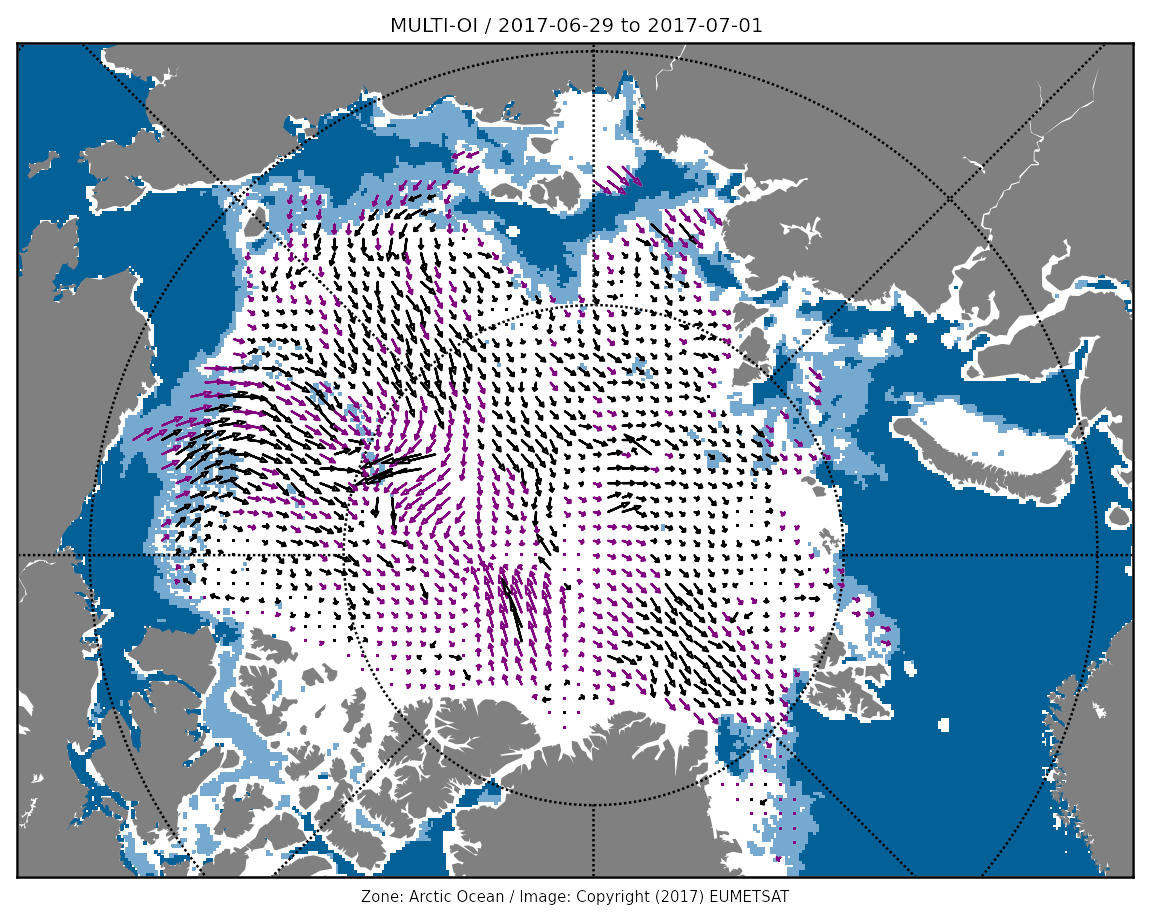 MULTI-OI / 2017-06-29 to 2017-07-01
Zone: Arctic Ocean / Image: Copyright (2017) EUMETSAT